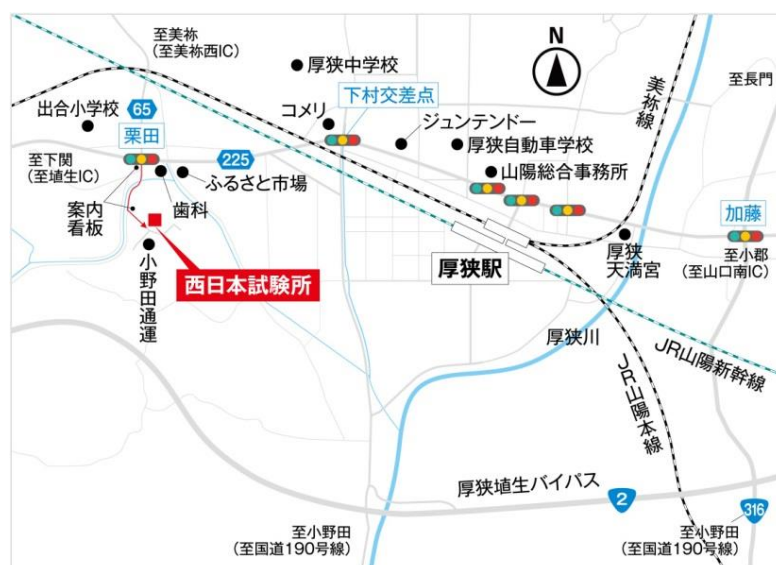 至美祢
(至美祢西IC)
N
厚狭中学校
美祢線
至長門
出合小学校
65
コメリ
下村交差点
ジュンテンドー
栗田
厚狭自動車学校
至下関
(至埴生IC)
225
山陽総合事務所
ふるさと市場
案内
看板
歯科
加藤
厚狭
天満宮
至小郡
(至山口南IC)
厚狭駅
小野田通運
西日本試験所
厚狭川
JR山陽新幹線
JR山陽本線
厚狭埴生バイパス
2
316
至小野田
(至国道190号線)
至小野田
(至国道190号線)